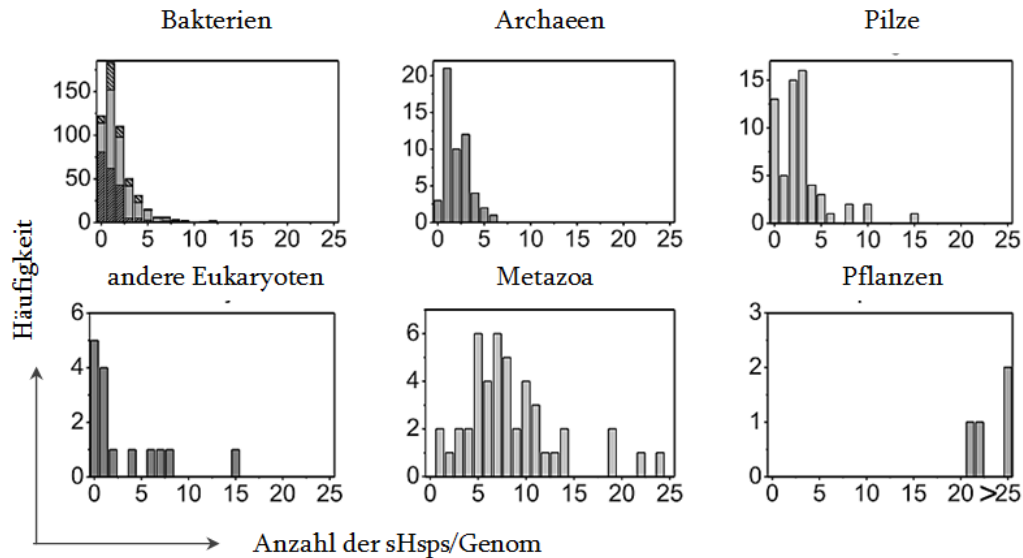 Bakterien
Archaeen
Pilze
150
100
50
0
0 5 10 15 20 25
20
15
10
5
0
0 5 10 15 20 25
15
10
5
0
0 5 10 15 20 25
Häufigkeit
andere Eukaryoten
Metazoa
Pflanzen
6
4
2
0
0 5 10 15 20 25
6
4
2
0
0 5 10 15 20 25
3
2
1
0
0 5 10 15 20 >25
Anzahl der sHsps/Genom